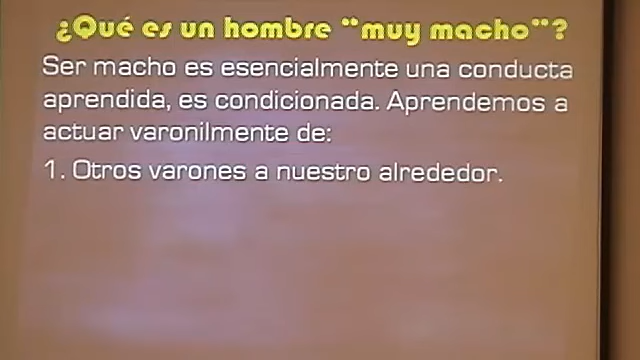 ¿Qué es un hombre “muy macho”?
Ser macho es esencialmente una conducta
aprendida, es condicionada. Aprendemos a
actuar varonilmente de:
1. Otros varones a nuestro alrededor.